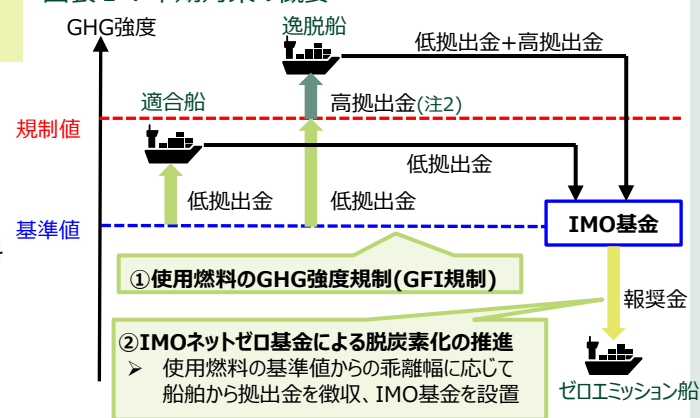 GHG強度
逸脱船
低拠出金+高拠出金
適合船
高拠出金(注2)
規制値
低拠出金
低拠出金
低拠出金
基準値
IMO基金
①使用燃料のGHG強度規制(GFI規制)
報奨金
②IMOネットゼロ基金による脱炭素化の推進
➢ 使用燃料の基準値からの乖離幅に応じて
船舶から拠出金を徴収、IMO基金を設置
ゼロエミッション船